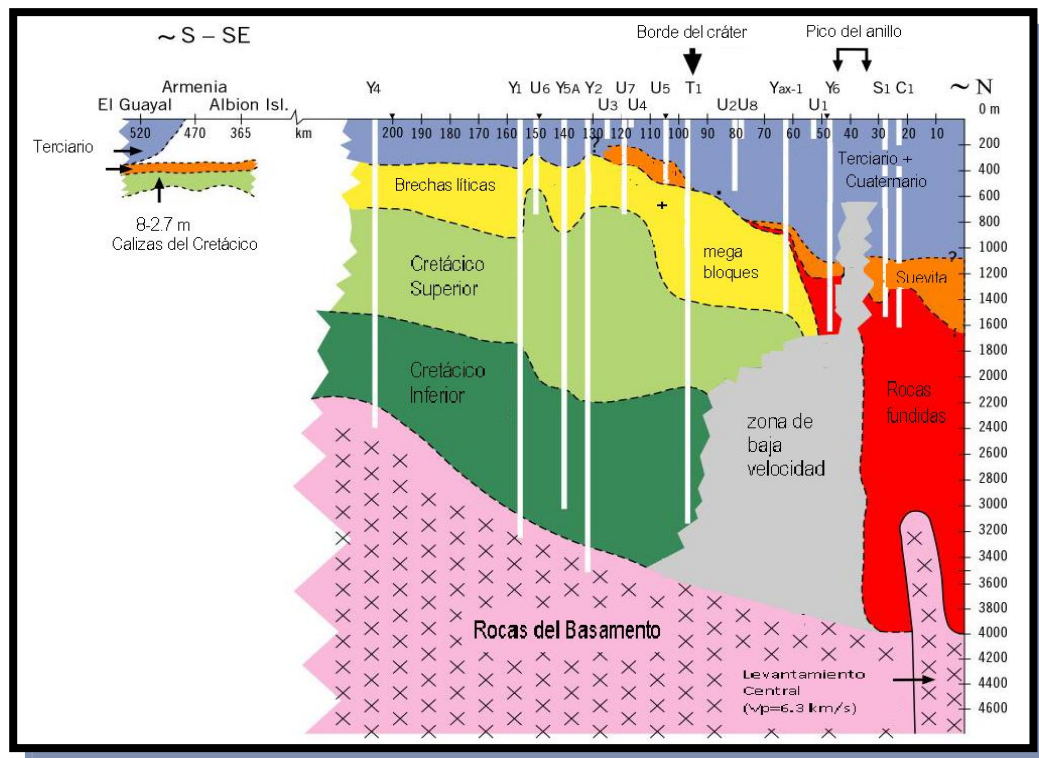 ~ S – SE
Borde del cráter
Pico del anillo
Armenia
El Guayal
Albion Isl.
Y4
Y1 U6 Y5A Y2 U7 U5 T1 Yax-1 Y6 S1 C1
~ N
U3 U4 U2 U8 U1
0 m
520 470 365 km 200 190 180 170 160 150 140 130 120 110 100 90 80 70 60 50 40 30 20 10
Terciario
8-2.7 m
Calizas del Cretácico
Brechas líticas
?
Terciario +
Cuaternario
Cretácico
Superior
mega
bloques
?
Suevita
Cretácico
Inferior
zona de
baja
velocidad
Rocas
fundidas
Rocas del Basamento
Levantamiento
Central
(Vp=6.3 km/s)
200
400
600
800
1000
1200
1400
1600
1800
2000
2200
2400
2600
2800
3000
3200
3400
3600
3800
4000
4200
4400
4600